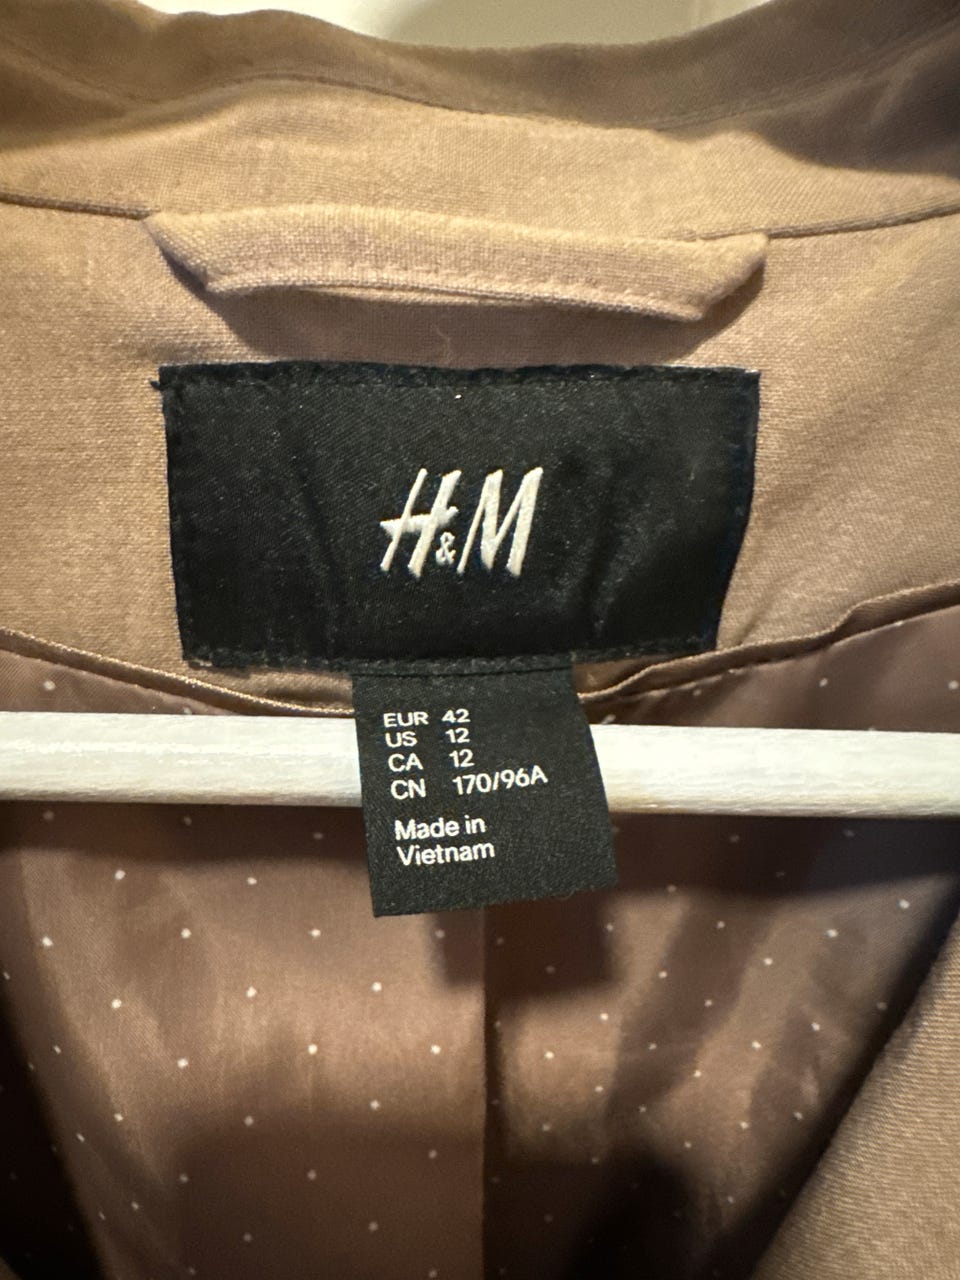 H&M
EUR 42
US 12
CA 12
CN 170/96A
Made in
Vietnam